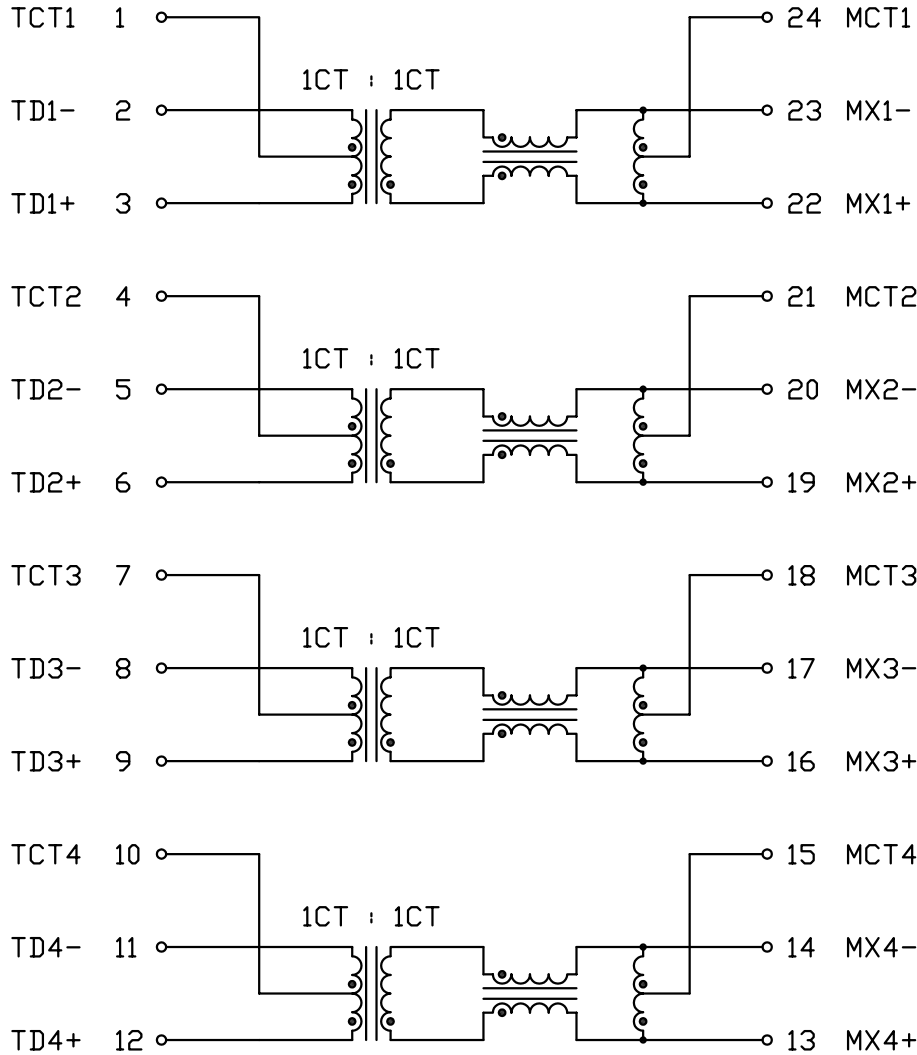 TCT1 1 24 MCT1
1CT : 1CT
TD1- 2 23 MX1-
TD1+ 3 22 MX1+
TCT2 4 21 MCT2
1CT : 1CT
TD2- 5 20 MX2-
TD2+ 6 19 MX2+
TCT3 7 18 MCT3
1CT : 1CT
TD3- 8 17 MX3-
TD3+ 9 16 MX3+
TCT4 10 15 MCT4
1CT : 1CT
TD4- 11 14 MX4-
TD4+ 12 13 MX4+